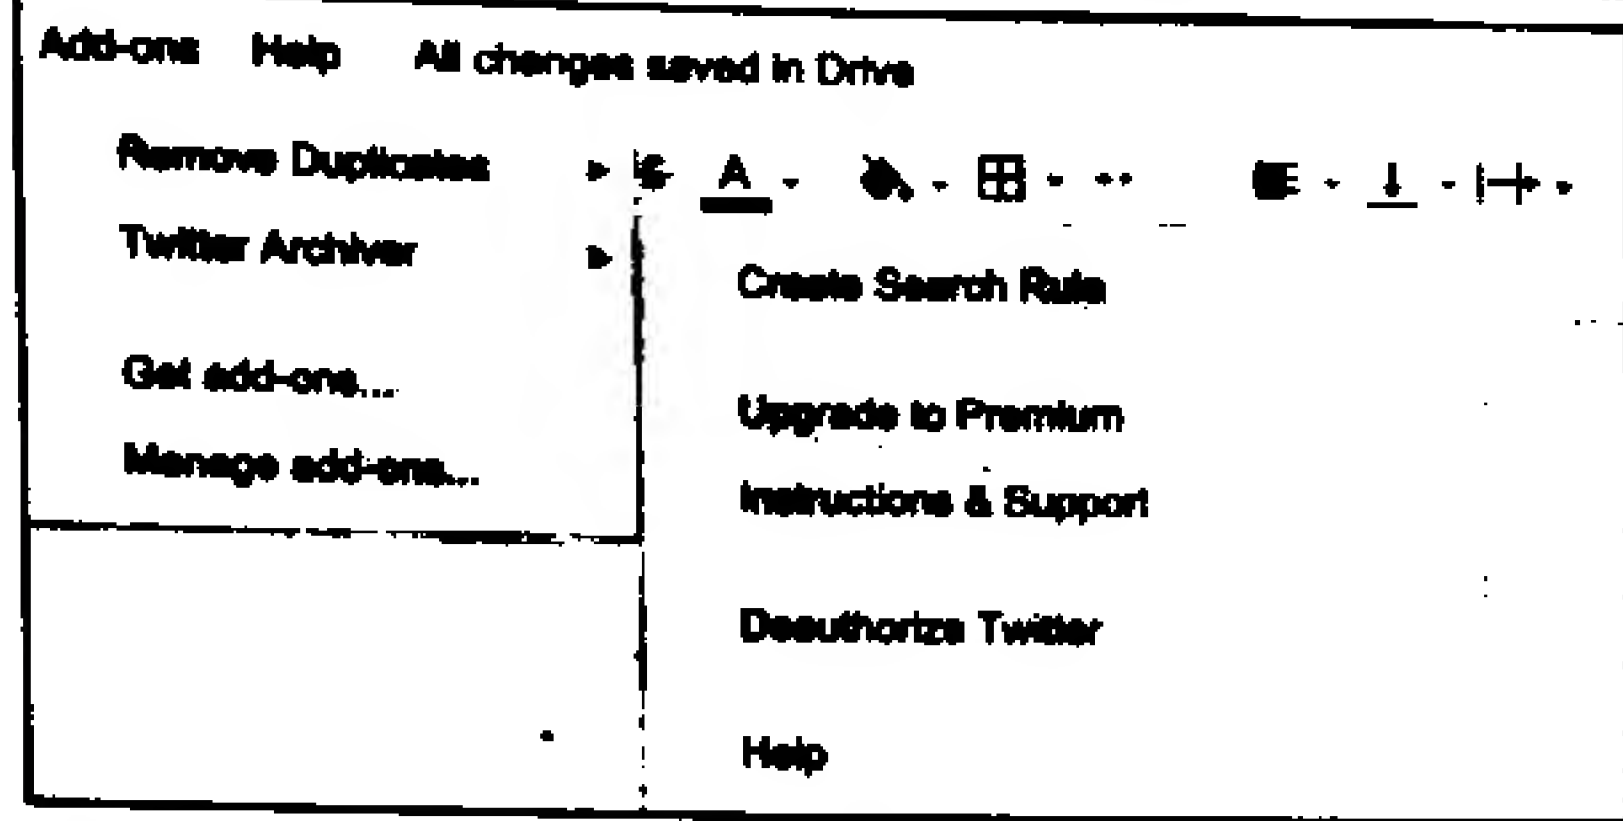 Add-ons Help All changes saved in Drive
Remove Duplicates
A
Twitter Archiver
Create Search Rule
Get add-ons...
Upgrade to Premium
Manage add-ons...
Instructions & Support
Deauthorize Twitter
Help